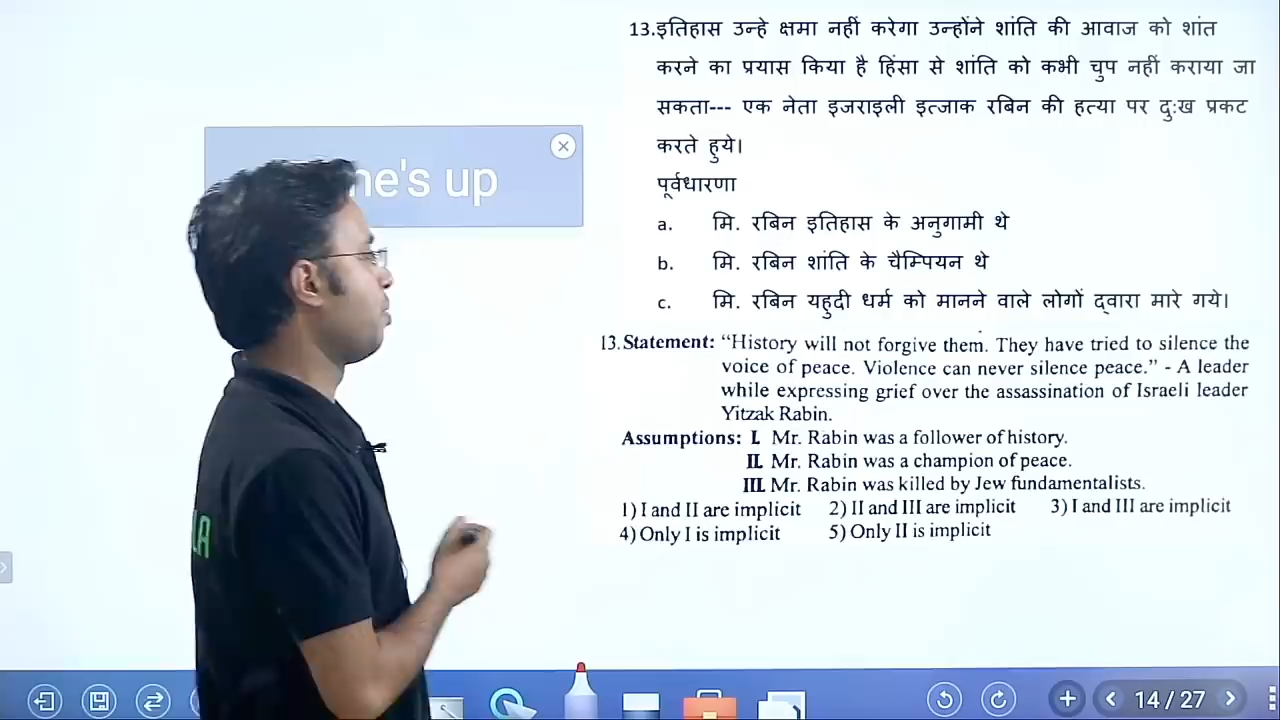 13.इतिहास उन्हे क्षमा नहीं करेगा उन्होंने शांति की आवाज को शांत
करने का प्रयास किया है हिंसा से शांति को कभी चुप नहीं कराया जा
सकता--- एक नेता इजराइली इत्जाक रबिन की हत्या पर दुःख प्रकट
करते हुये।
पूर्वधारणा
a. मि. रबिन इतिहास के अनुगामी थे
b. मि. रबिन शांति के चैम्पियन थे
c. मि. रबिन यहुदी धर्म को मानने वाले लोगों द्वारा मारे गये।
13.Statement: “History will not forgive them. They have tried to silence the
voice of peace. Violence can never silence peace.” - A leader
while expressing grief over the assassination of Israeli leader
Yitzak Rabin.
Assumptions: I. Mr. Rabin was a follower of history.
II. Mr. Rabin was a champion of peace.
III. Mr. Rabin was killed by Jew fundamentalists.
1) I and II are implicit 2) II and III are implicit 3) I and III are implicit
4) Only I is implicit 5) Only II is implicit
up
14 / 27